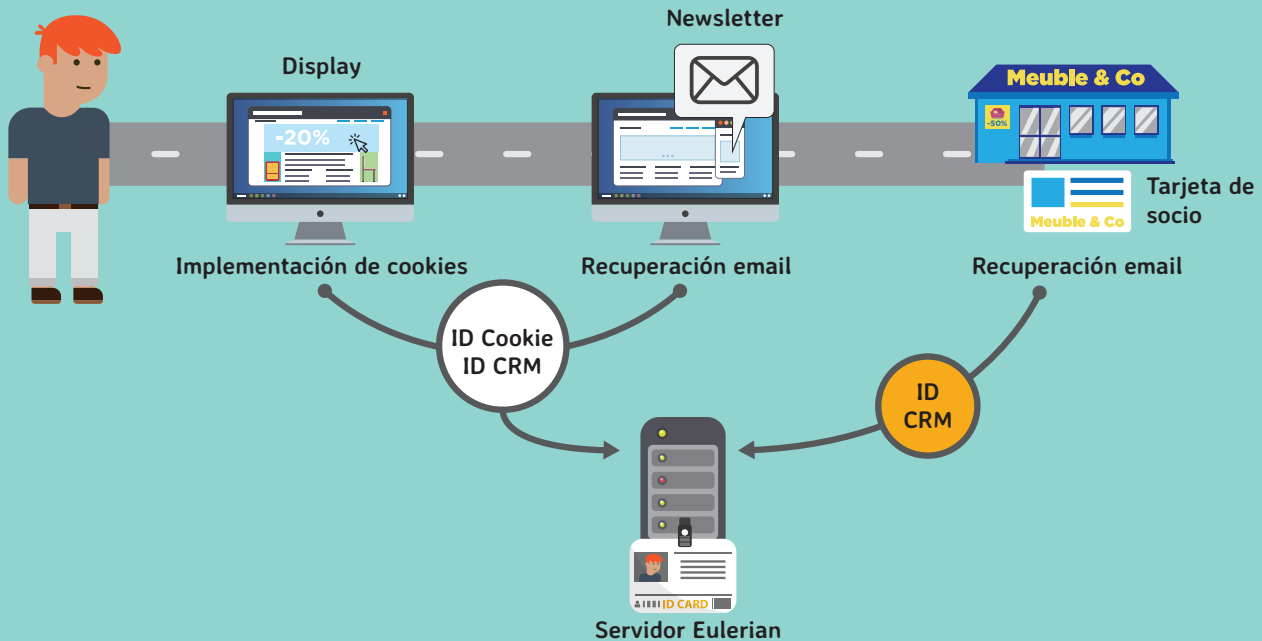 Newsletter
Display
Meuble & Co
-50%
-20%
Tarjeta de
socio
Meuble & Co
Implementación de cookies
Recuperación email
Recuperación email
ID Cookie
ID CRM
ID
CRM
ID CARD
Servidor Eulerian